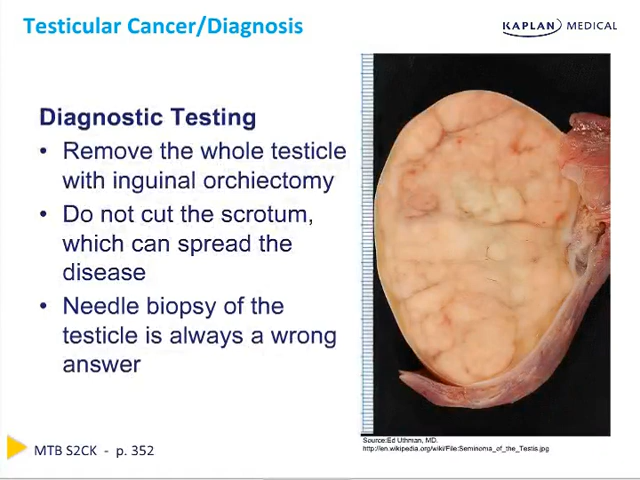 Testicular Cancer/Diagnosis
KAPLAN MEDICAL
Diagnostic Testing
• Remove the whole testicle
with inguinal orchiectomy
• Do not cut the scrotum,
which can spread the
disease
• Needle biopsy of the
testicle is always a wrong
answer
Source:Ed Uthman, MD.
http://en.wikipedia.org/wiki/File:Seminoma_of_the_Testis.jpg
MTB S2CK - p. 352